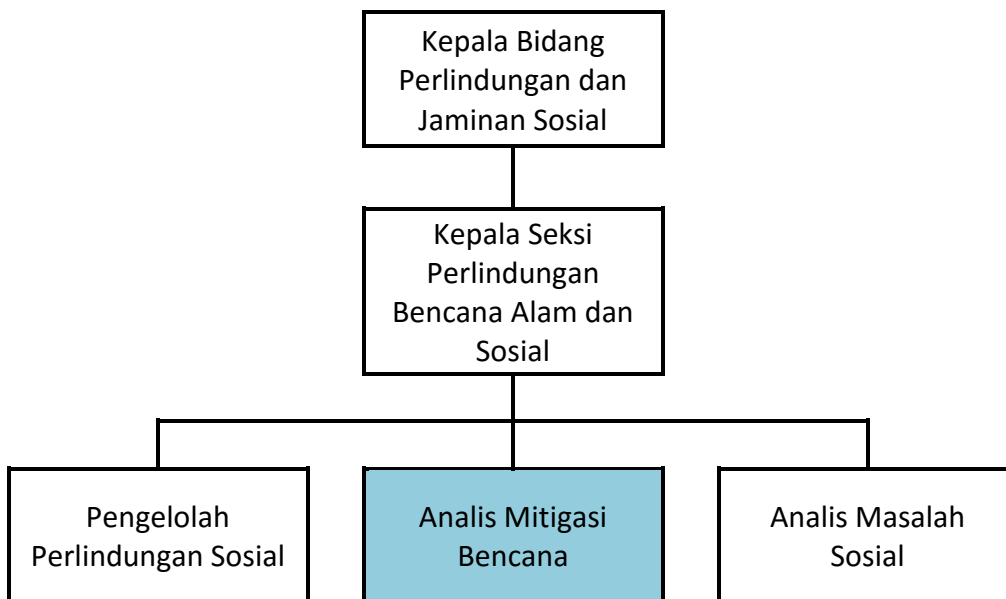 Kepala Bidang
Perlindungan dan
Jaminan Sosial
Kepala Seksi
Perlindungan
Bencana Alam dan
Sosial
Pengelolah
Perlindungan Sosial
Analis Mitigasi
Bencana
Analis Masalah
Sosial